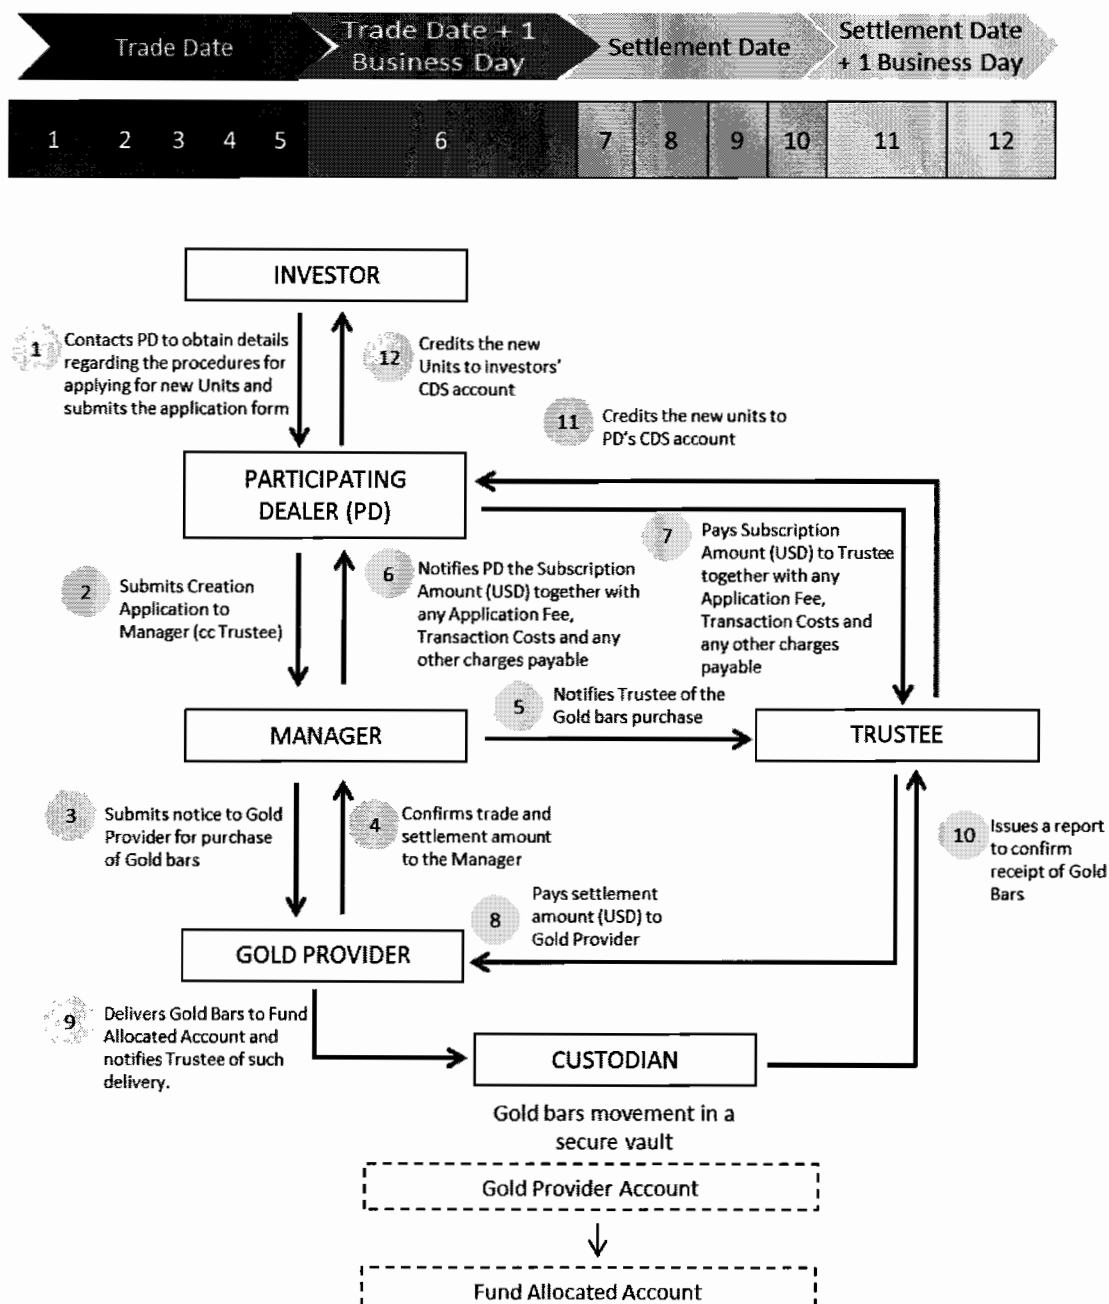 Trade Date
Trade Date + 1
Business Day
Settlement Date
Settlement Date
+ 1 Business Day
1 2 3 4 5 6 7 8 9 10 11 12
INVESTOR
1
Contacts PD to obtain details
regarding the procedures for
applying for new Units and
submits the application form
12
Credits the new
Units to investors'
CDS account
11
Credits the new units to
PD's CDS account
PARTICIPATING
DEALER (PD)
2
Submits Creation
Application to
Manager (cc Trustee)
6
Notifies PD the Subscription
Amount (USD) together with
any Application Fee,
Transaction Costs and any
other charges payable
7
Pays Subscription
Amount (USD) to Trustee
together with any
Application Fee,
Transaction Costs and
any other charges
payable
5
Notifies Trustee of the
Gold bars purchase
MANAGER
TRUSTEE
3
Submits notice to Gold
Provider for purchase
of Gold bars
4
Confirms trade and
settlement amount
to the Manager
10
Issues a report
to confirm
receipt of Gold
Bars
8
Pays settlement
amount (USD) to
Gold Provider
GOLD PROVIDER
9
Delivers Gold Bars to Fund
Allocated Account and
notifies Trustee of such
delivery.
CUSTODIAN
Gold bars movement in a
secure vault
Gold Provider Account
Fund Allocated Account